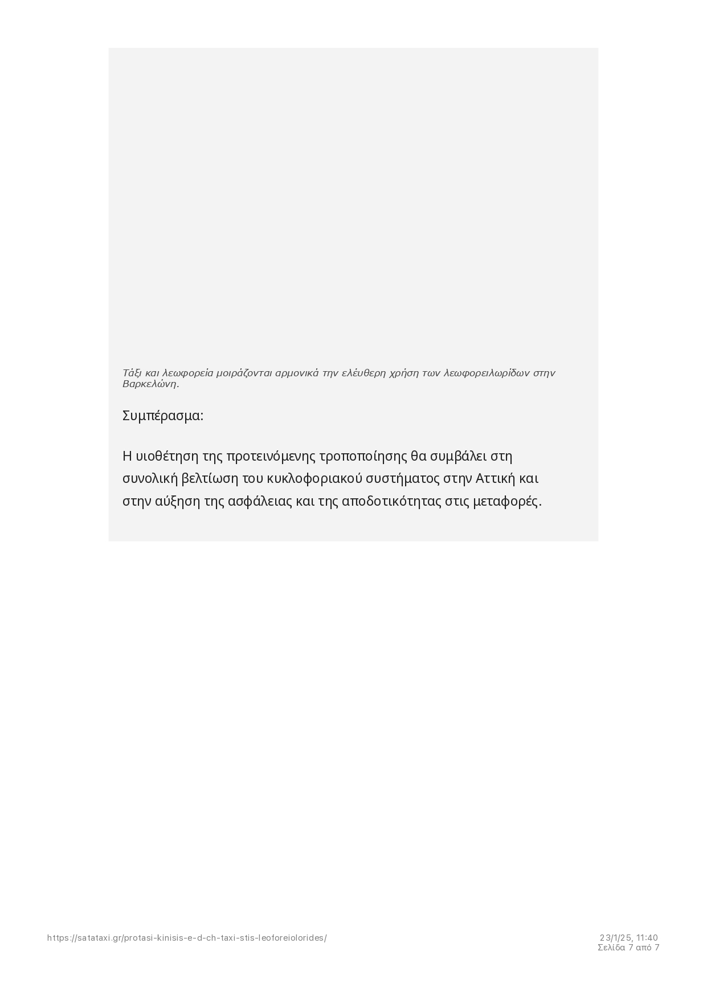 Τάξι και λεωφορεία μοιράζονται αρμονικά την ελέυθερη χρήση των λεωφορειλωρίδων στην
Βαρκελώνη.
Συμπέρασμα:
Η υιοθέτηση της προτεινόμενης τροποποίησης θα συμβάλει στη
συνολική βελτίωση του κυκλοφοριακού συστήματος στην Αττική και
στην αύξηση της ασφάλειας και της αποδοτικότητας στις μεταφορές.
https://satataxi.gr/protasi-kinisis-e-d-ch-taxi-stis-leoforeiolorides/
23/1/25, 11:40
Σελίδα 7 από 7